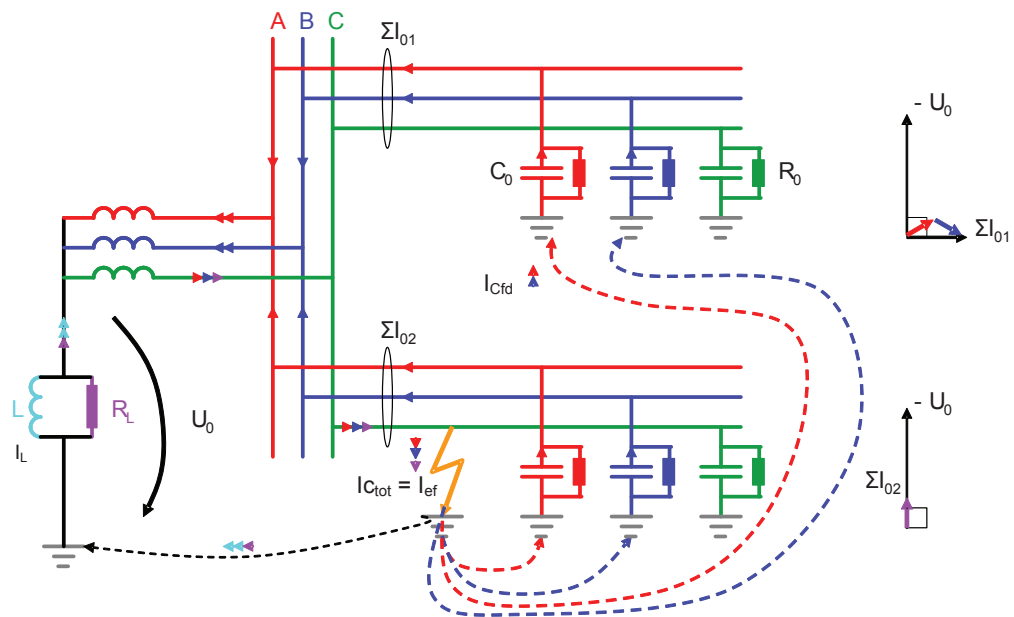 A B C
ΣI01
- U0
C0
R0
ΣI01
ICfd
ΣI02
L
RL
U0
- U0
IL
ΣI02
Ictot = Ief